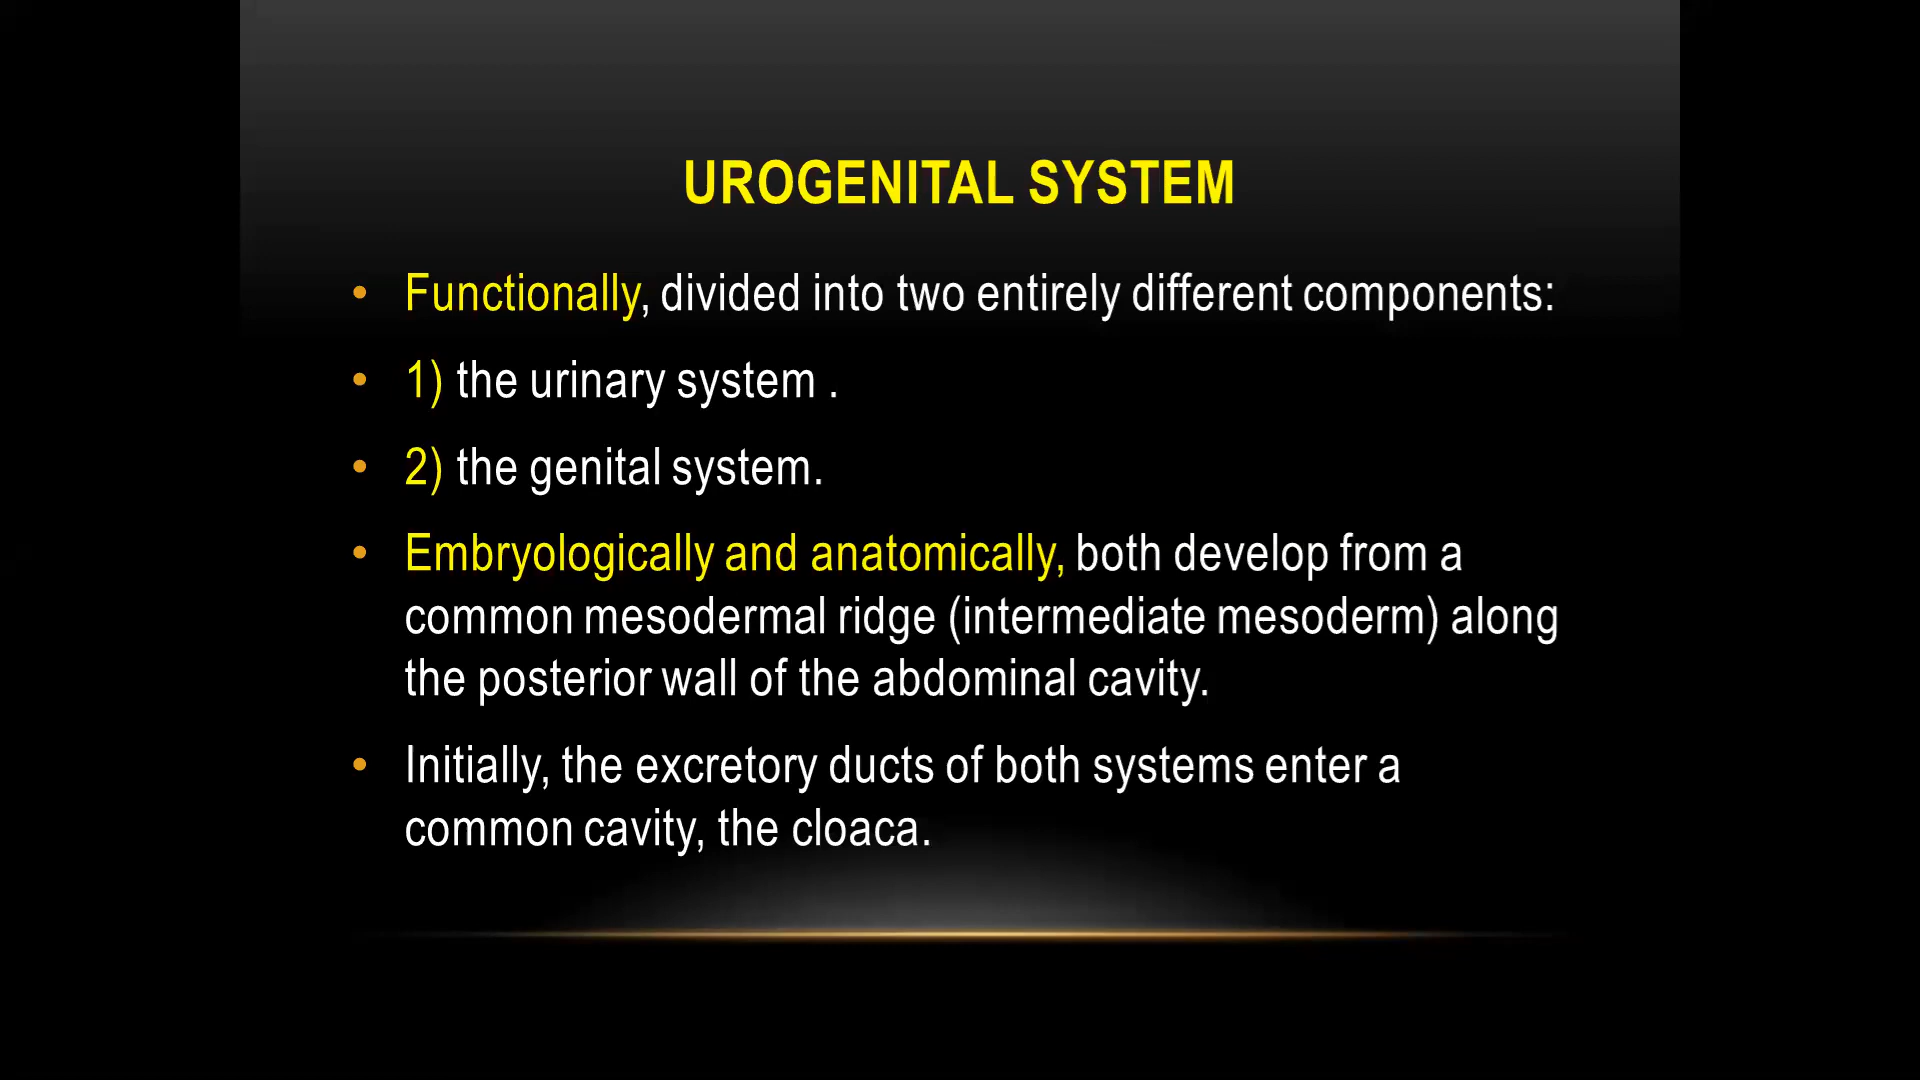 UROGENITAL SYSTEM
• Functionally, divided into two entirely different components:
• 1) the urinary system .
• 2) the genital system.
• Embryologically and anatomically, both develop from a
common mesodermal ridge (intermediate mesoderm) along
the posterior wall of the abdominal cavity.
• Initially, the excretory ducts of both systems enter a
common cavity, the cloaca.